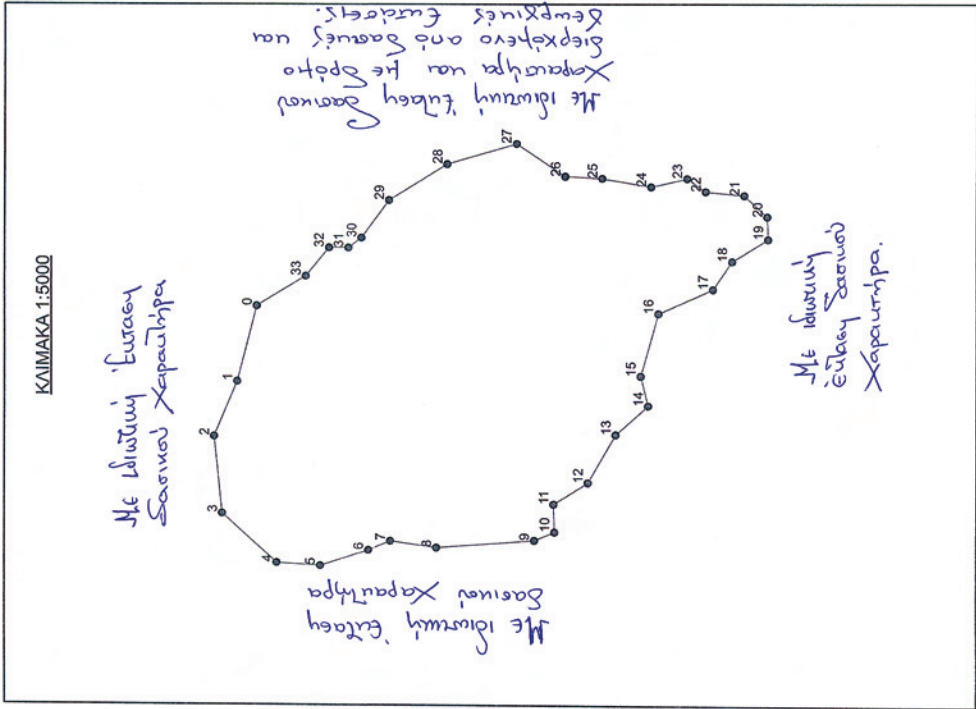 ΚΛΙΜΑΚΑ 1:5000
Με ιδιωτική Έκταση
Δασικού Χαρακτήρα
Με ιδιωτική Έκταση Δασικού
Χαρακτήρα και με δρόμο
διερχόμενο από δασικές και
γεωργικές Εκτάσεις.
Με ιδιωτική Έκταση
Δασικού Χαρακτήρα
Με ιδιωτική
έκταση Δασικού
Χαρακτήρα.
0
1
2
3
4
5
6
7
8
9
10
11
12
13
14
15
16
17
18
19
20
21
22
23
24
25
26
27
28
29
30
31
32
33